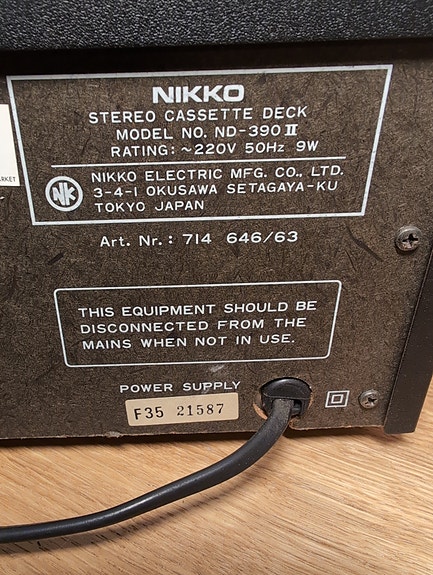 NIKKO
STEREO CASSETTE DECK
MODEL NO. ND-390 II
RATING: ~220V 50Hz 9W
NK
NIKKO ELECTRIC MFG. CO., LTD.
3-4-1 OKUSAWA SETAGAYA-KU
TOKYO JAPAN
ARKET
Art. Nr.: 714 646/63
THIS EQUIPMENT SHOULD BE
DISCONNECTED FROM THE
MAINS WHEN NOT IN USE.
POWER SUPPLY
F35 21587